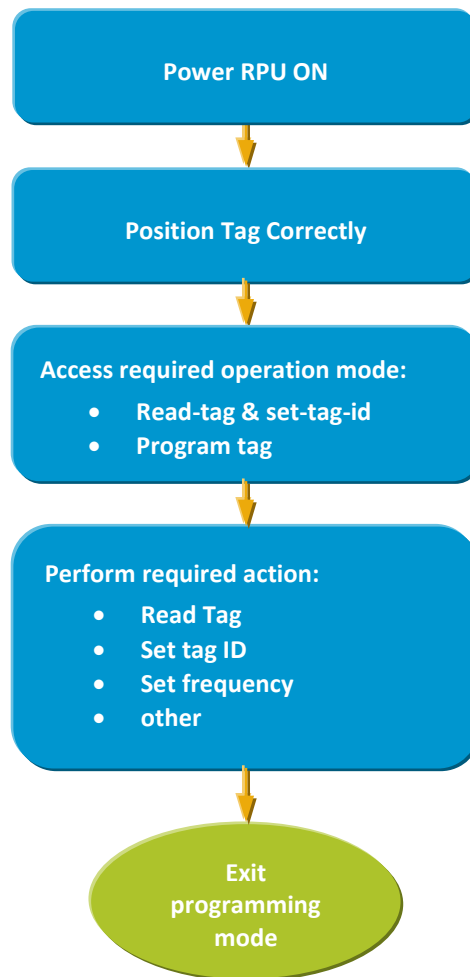 Power RPU ON
Position Tag Correctly
Access required operation mode:
• Read-tag & set-tag-id
• Program tag
Perform required action:
• Read Tag
• Set tag ID
• Set frequency
• other
Exit
programming
mode